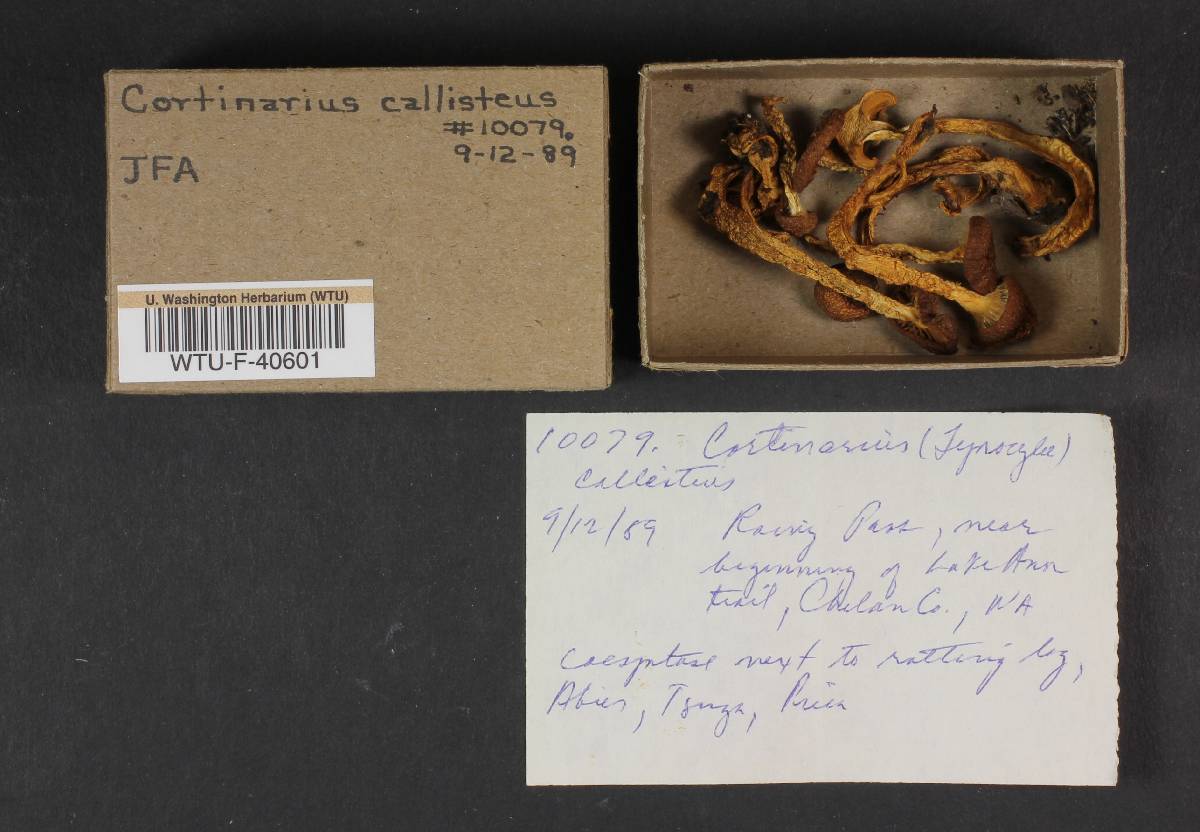 Cortinarius callisteus
#10079.
9-12-89
JFA
U. Washington Herbarium (WTU)
WTU-F-40601
10079. Cortinarius (
callisteus
9/12/89 Rainy Pass, near
beginning of Lake Ann
trail, Chelan Co., WA
caespitose next to rotting log,
Abies, Tsuga, Picea